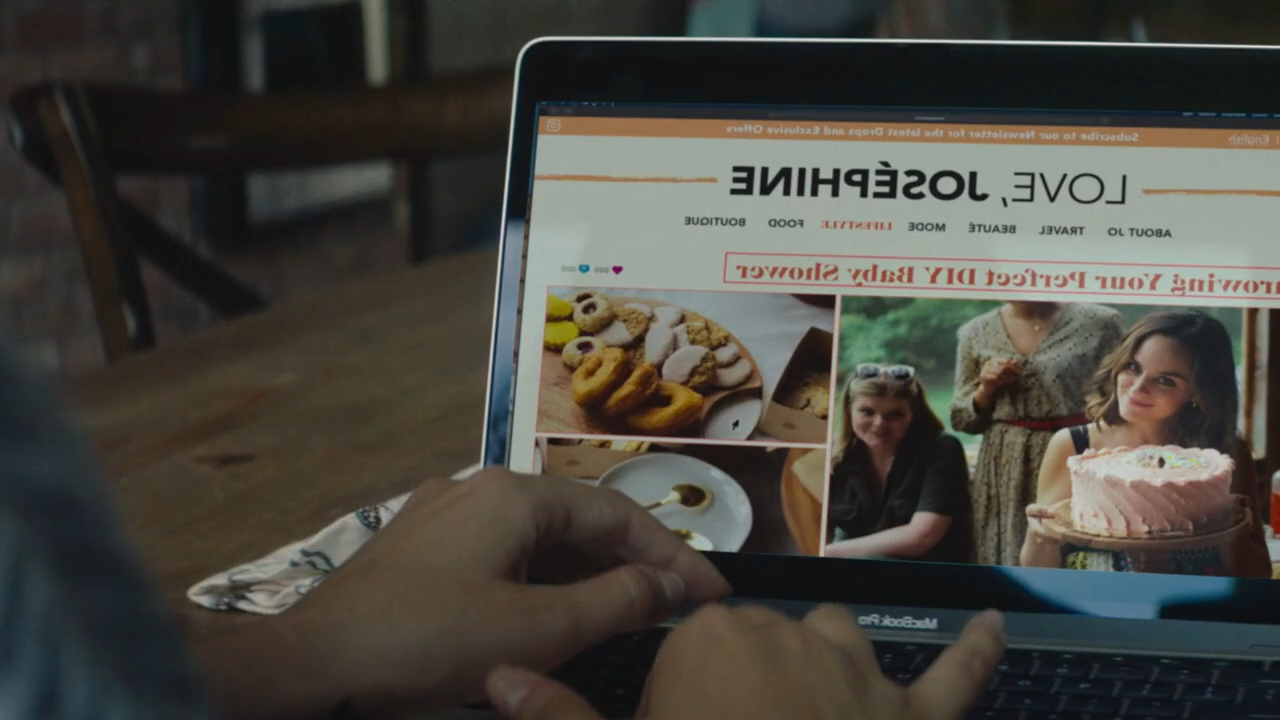 Subscribe to our Newsletter for the latest Drops and Exclusive Offers
English
LOVE, JOSÉPHINE
ABOUT JO TRAVEL BEAUTÉ MODE LIFESTYLE FOOD BOUTIQUE
rowing Your Perfect DIY Baby Shower
MacBook Pro